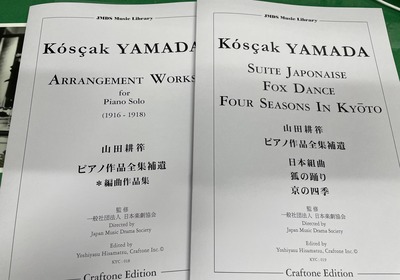 JMDS Music Library
Kósçak YAMADA
ARRANGEMENT WORKS
for
Piano Solo
(1916 - 1918)
山田耕筰
ピアノ作品全集補遺
＊編曲作品集
監修
一般社団法人 日本楽劇協会
Directed by
Japan Music Drama Society
Edited by
Yoshiyasu Hisamatsu, Craftone Inc. ©
Craftone Edition
JMDS Music Library
Kósçak YAMADA
SUITE JAPONAISE
FOX DANCE
FOUR SEASONS IN KYŌTO
山田耕筰
ピアノ作品全集補遺
日本組曲
狐の踊り
京の四季
監修
一般社団法人 日本楽劇協会
Directed by
Japan Music Drama Society
Edited by
Yoshiyasu Hisamatsu, Craftone Inc. ©
Craftone Edition